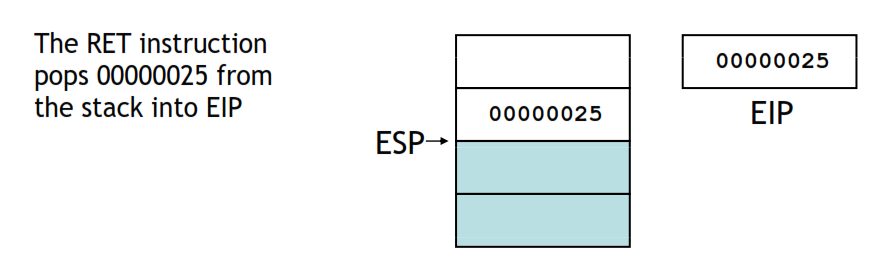 The RET instruction
pops 00000025 from
the stack into EIP
00000025
00000025
ESP
EIP